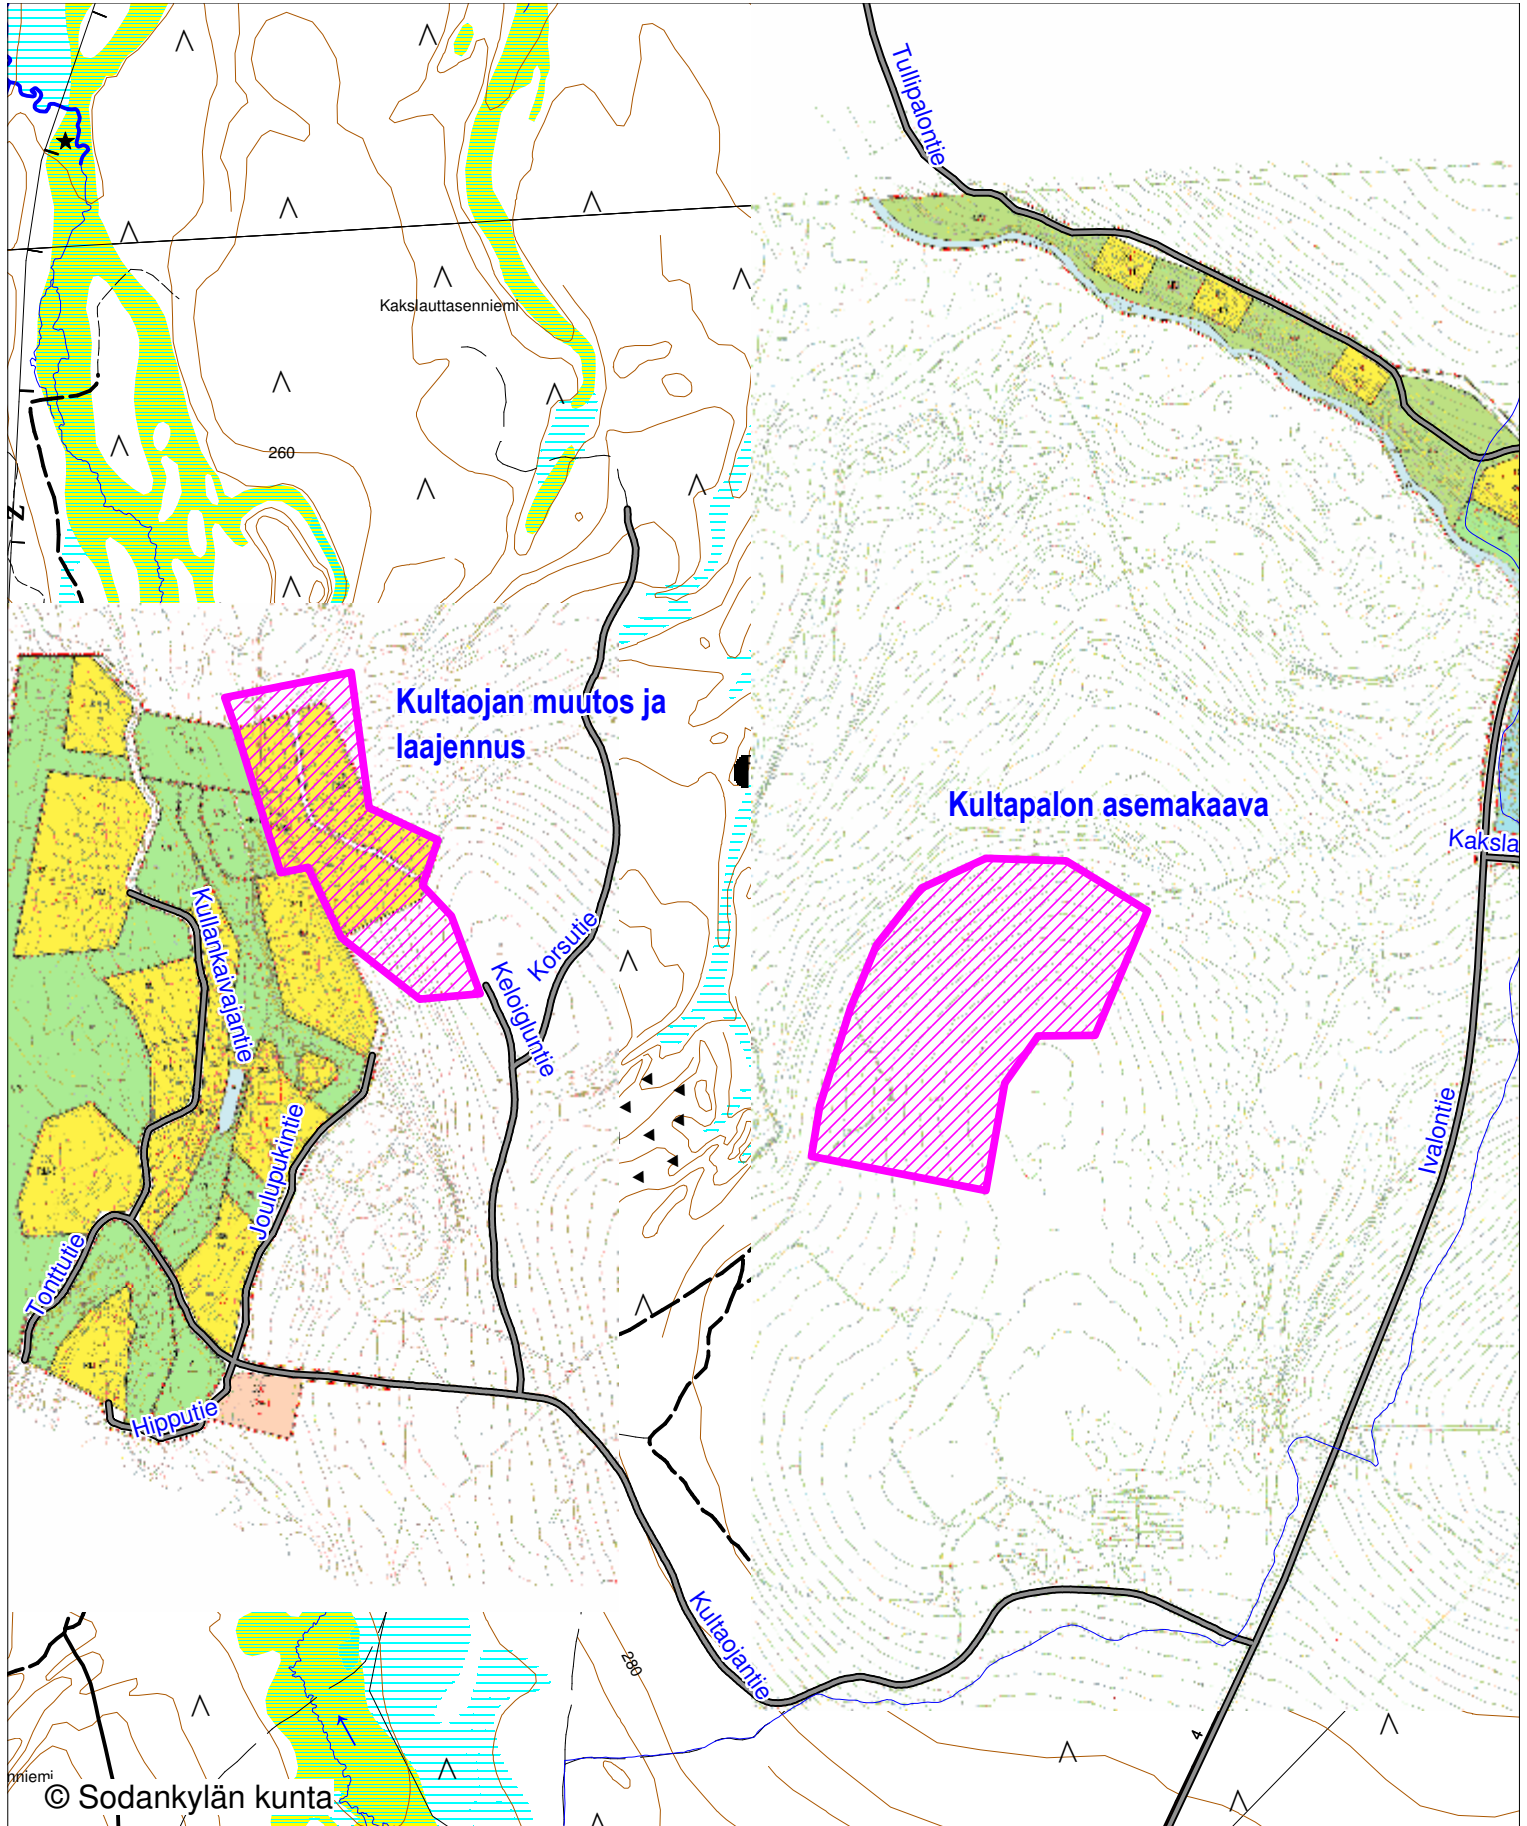 Tullipalontie
Kakslauttasenniemi
260
Z
Kultaojan muutos ja
laajennus
Kultapalon asemakaava
Kaksla
Kullankaivajantie
Korsutie
Keloigluntie
Joulupukintie
Ivalontie
Tonttutie
Hipputie
Kultaojantie
280
4
nniemi
© Sodankylän kunta